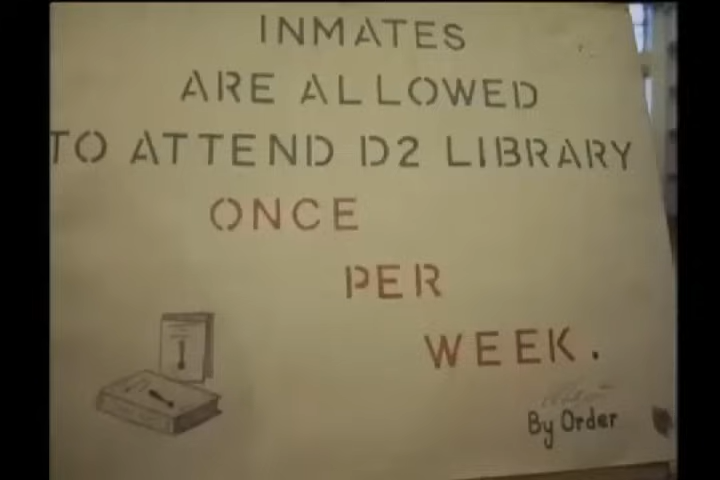 INMATES
ARE ALLOWED
TO ATTEND D2 LIBRARY
ONCE
PER
WEEK.
By Order